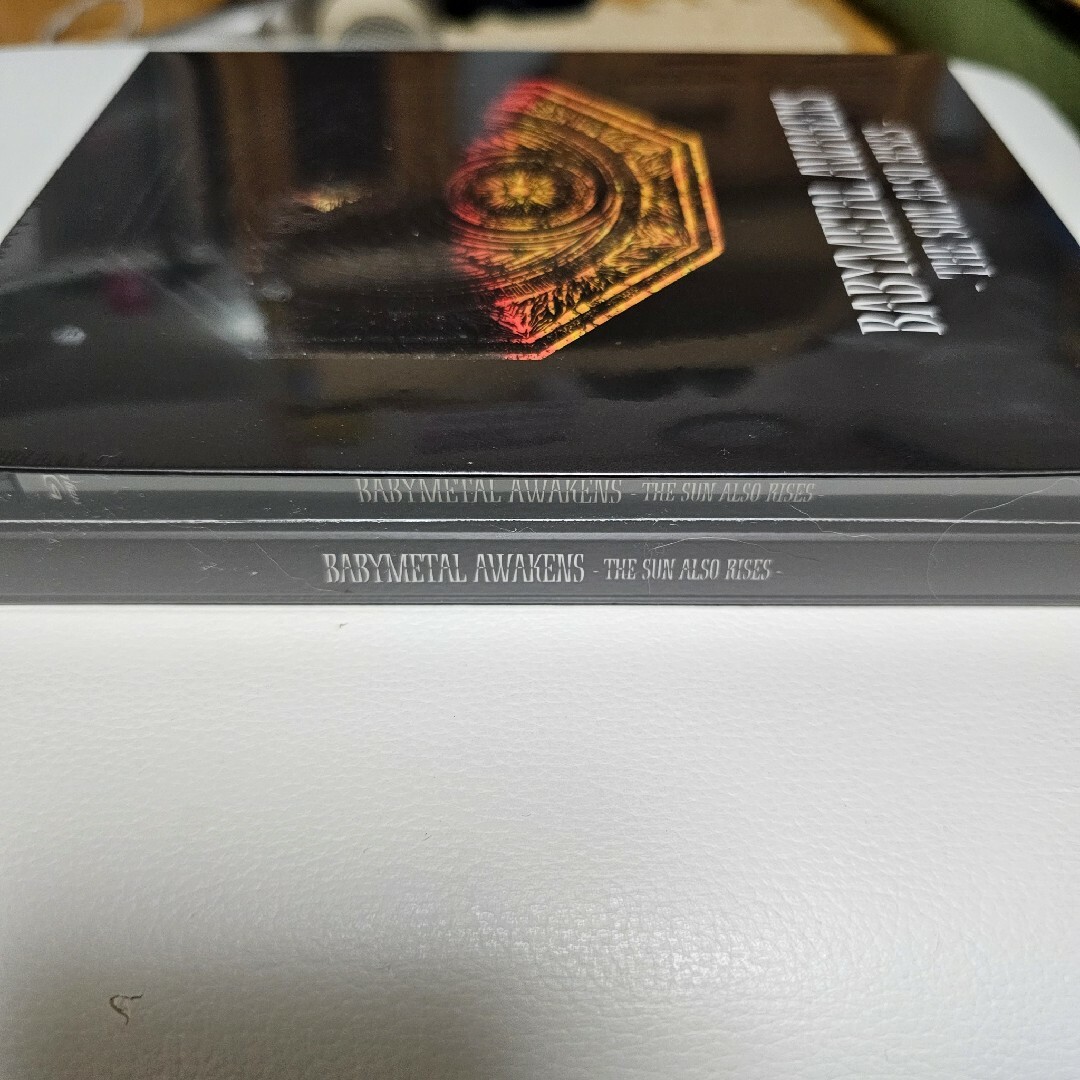 BABYMETAL AWAKENS
- THE SUN ALSO RISES -
BABYMETAL AWAKENS - THE SUN ALSO RISES -
BABYMETAL AWAKENS - THE SUN ALSO RISES -